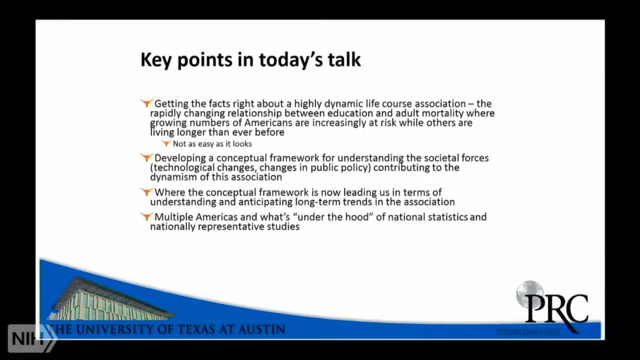 Key points in today's talk
Getting the facts right about a highly dynamic life course association – the
rapidly changing relationship between education and adult mortality where
growing numbers of Americans are increasingly at risk while others are
living longer than ever before
Not as easy as it looks
Developing a conceptual framework for understanding the societal forces
(technological changes, changes in public policy) contributing to the
dynamism of this association
Where the conceptual framework is now leading us in terms of
understanding and anticipating long-term trends in the association
Multiple Americas and what's "under the hood" of national statistics and
nationally representative studies
PRC
NIH
THE UNIVERSITY OF TEXAS AT AUSTIN